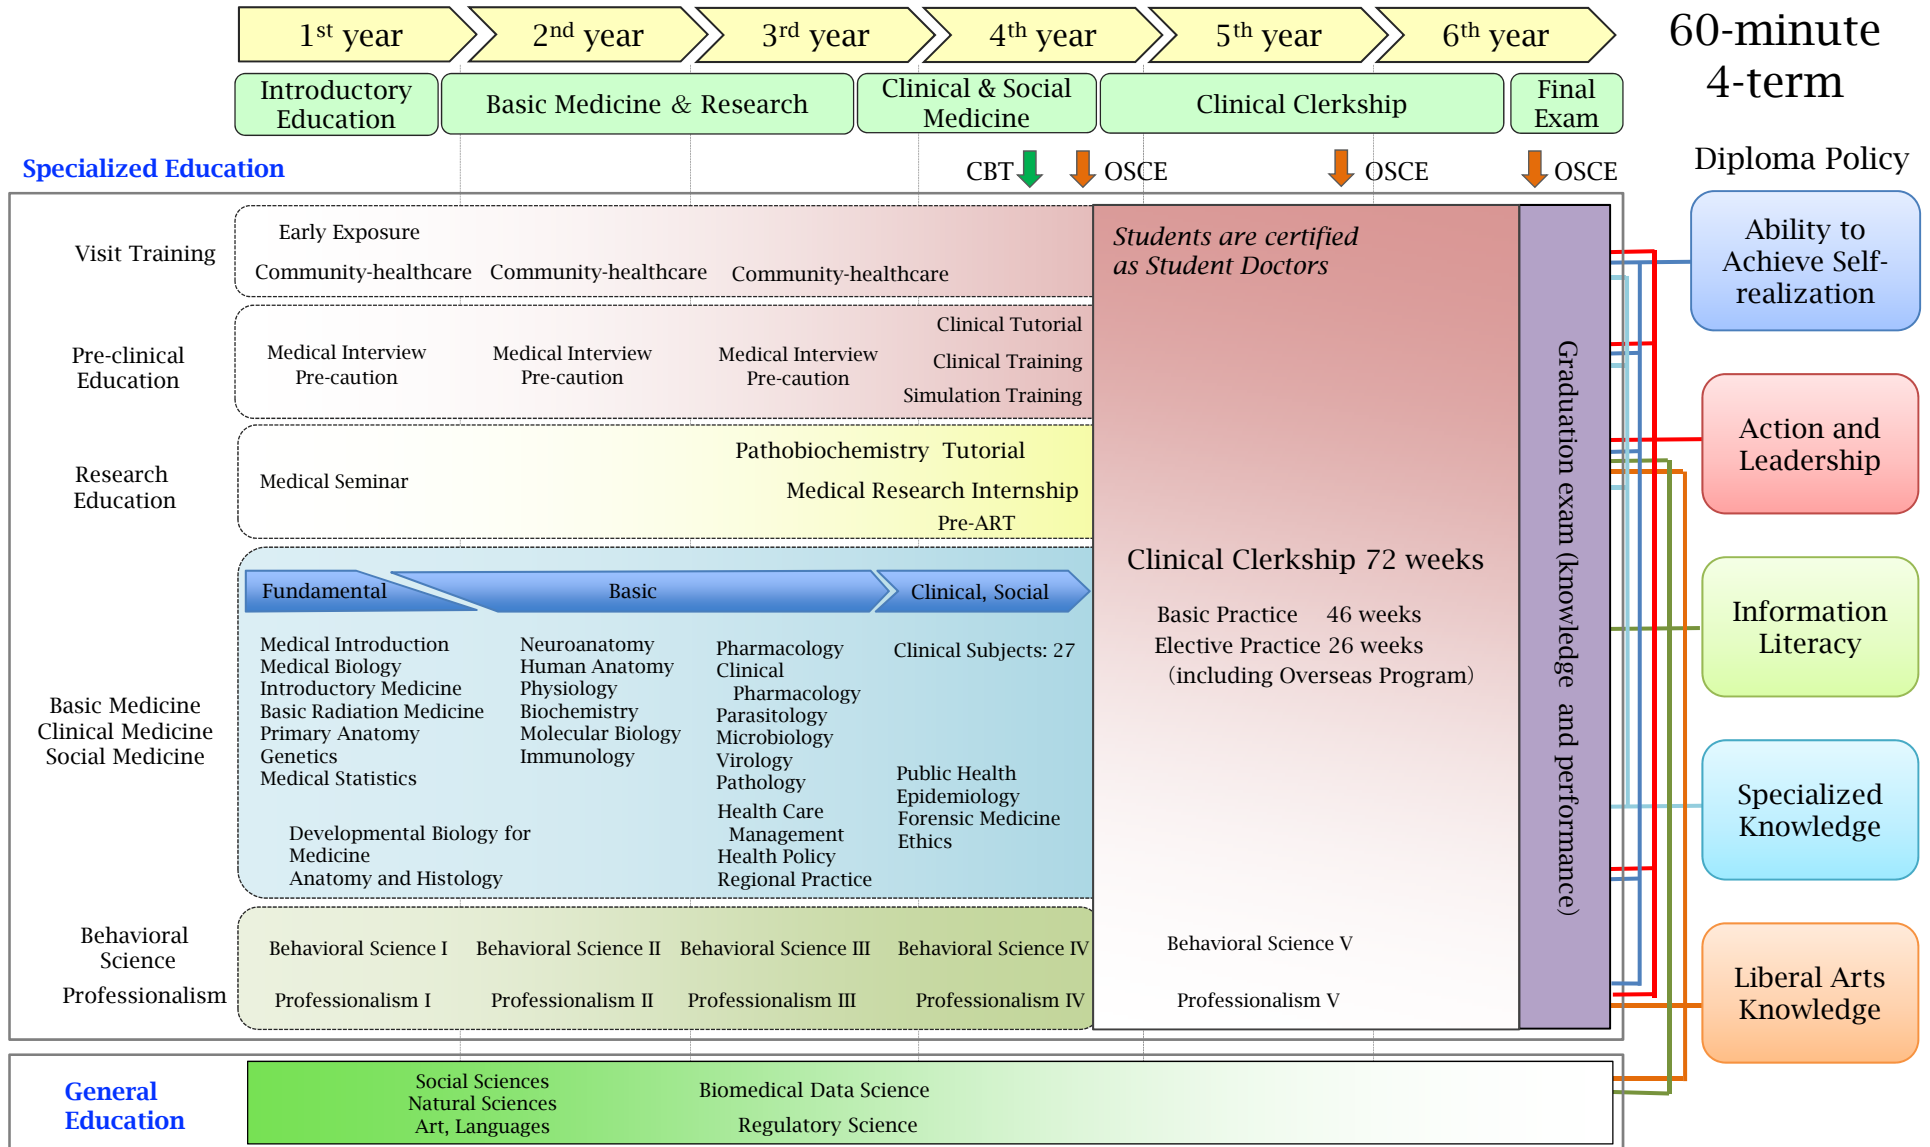 1st year
2nd year
3rd year
4th year
5th year
6th year
60-minute
4-term
Introductory
Education
Basic Medicine & Research
Clinical & Social
Medicine
Clinical Clerkship
Final
Exam
Specialized Education
CBT
OSCE
OSCE
OSCE
Diploma Policy
Visit Training
Early Exposure
Community-healthcare
Community-healthcare
Community-healthcare
Pre-clinical
Education
Medical Interview
Pre-caution
Medical Interview
Pre-caution
Medical Interview
Pre-caution
Clinical Tutorial
Clinical Training
Simulation Training
Research
Education
Medical Seminar
Pathobiochemistry Tutorial
Medical Research Internship
Pre-ART
Basic Medicine
Clinical Medicine
Social Medicine
Fundamental
Basic
Clinical, Social
Medical Introduction
Medical Biology
Introductory Medicine
Basic Radiation Medicine
Primary Anatomy
Genetics
Medical Statistics
Developmental Biology for
Medicine
Anatomy and Histology
Neuroanatomy
Human Anatomy
Physiology
Biochemistry
Molecular Biology
Immunology
Pharmacology
Clinical
Pharmacology
Parasitology
Microbiology
Virology
Pathology
Health Care
Management
Health Policy
Regional Practice
Clinical Subjects: 27
Public Health
Epidemiology
Forensic Medicine
Ethics
Behavioral
Science
Professionalism
Behavioral Science I
Behavioral Science II
Behavioral Science III
Behavioral Science IV
Professionalism I
Professionalism II
Professionalism III
Professionalism IV
Students are certified
as Student Doctors
Clinical Clerkship 72 weeks
Basic Practice 46 weeks
Elective Practice 26 weeks
(including Overseas Program)
Behavioral Science V
Professionalism V
Graduation exam (knowledge and performance)
Ability to
Achieve Self-
realization
Action and
Leadership
Information
Literacy
Specialized
Knowledge
Liberal Arts
Knowledge
General
Education
Social Sciences
Natural Sciences
Art, Languages
Biomedical Data Science
Regulatory Science